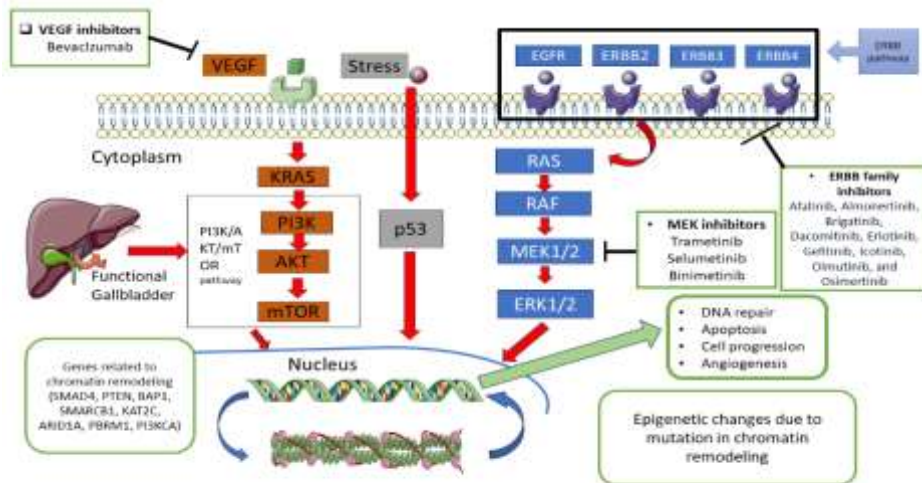 VEGF inhibitors
Bevaclzumab
VEGF
Stress
EGFR
ERBB2
ERBB3
ERBB4
ERBB
pathway
Cytoplasm
KRAS
PI3K
AKT
mTOR
PI3K/A
KT/mT
OR
pathway
p53
RAS
RAF
MEK1/2
ERK1/2
• MEK inhibitors
Trametinib
Selumetinib
Binimetinib
• ERBB family
inhibitors
Afatinib, Almonertinib,
Brigatinib,
Dacomitinib, Erlotinib,
Gefitinib, Icotinib,
Olmutinib, and
Osimertinib
Functional
Gallbladder
• DNA repair
• Apoptosis
• Cell progression
• Angiogenesis
Nucleus
Genes related to
chromatin remodeling
(SMAD4, PTEN, BAP1,
SMARCB1, KAT2C,
ARID1A, PBRM1, PI3KCA)
Epigenetic changes due to
mutation in chromatin
remodeling